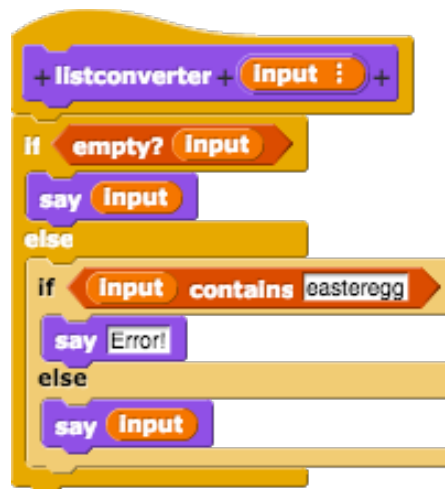 +listconverter+ Input ⋮ +
if empty? Input
say Input
else
if Input contains easteregg
say Error!
else
say Input